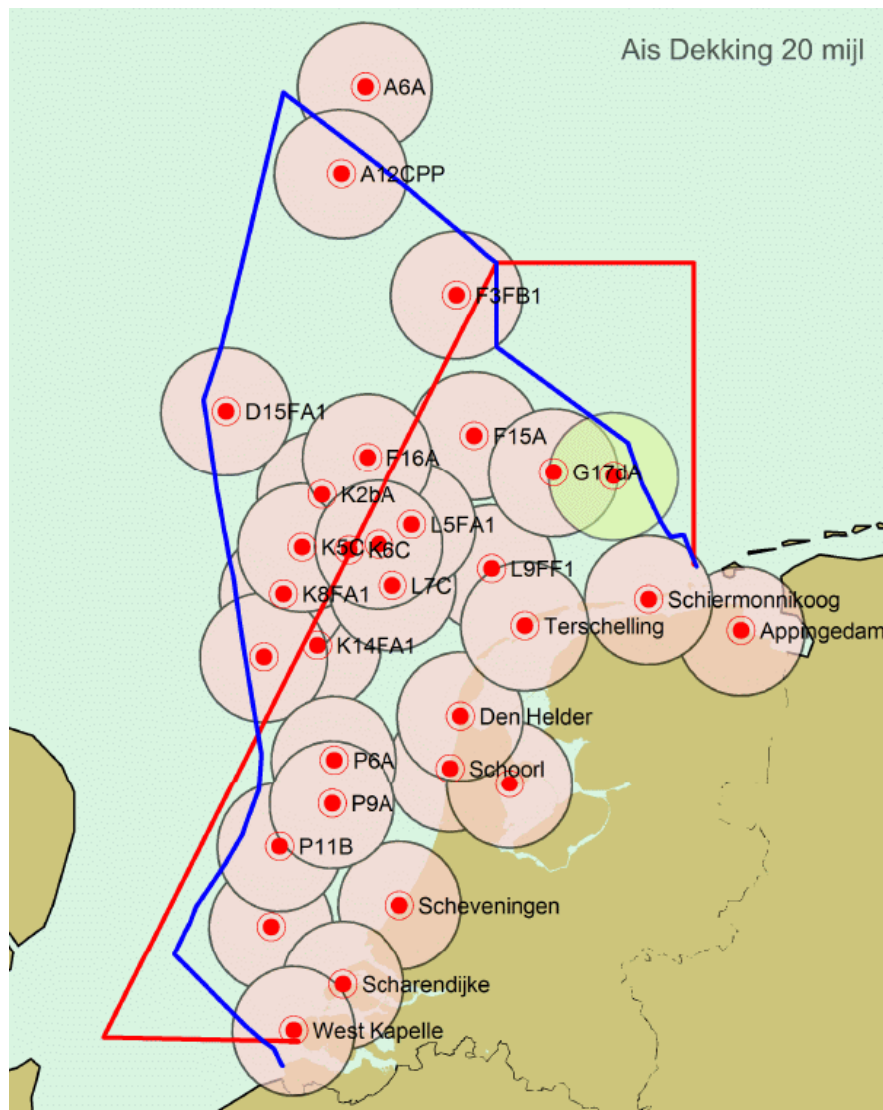 Ais Dekking 20 mijl
A6A
A12CPP
F3FB1
D15FA1
F15A
F16A
G17dA
K2bA
L5FA1
K5C
K6C
L9FF1
L7C
K8FA1
Schiermonnikoog
Terschelling
Appingedam
K14FA1
Den Helder
P6A
Schoorl
P9A
P11B
Scheveningen
Scharendijke
West Kapelle